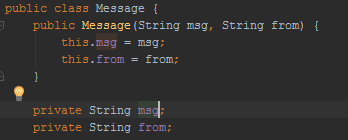 public class Message {
    public Message(String msg, String from) {
        this.msg = msg;
        this.from = from;
    }
    private String msg;
    private String from;